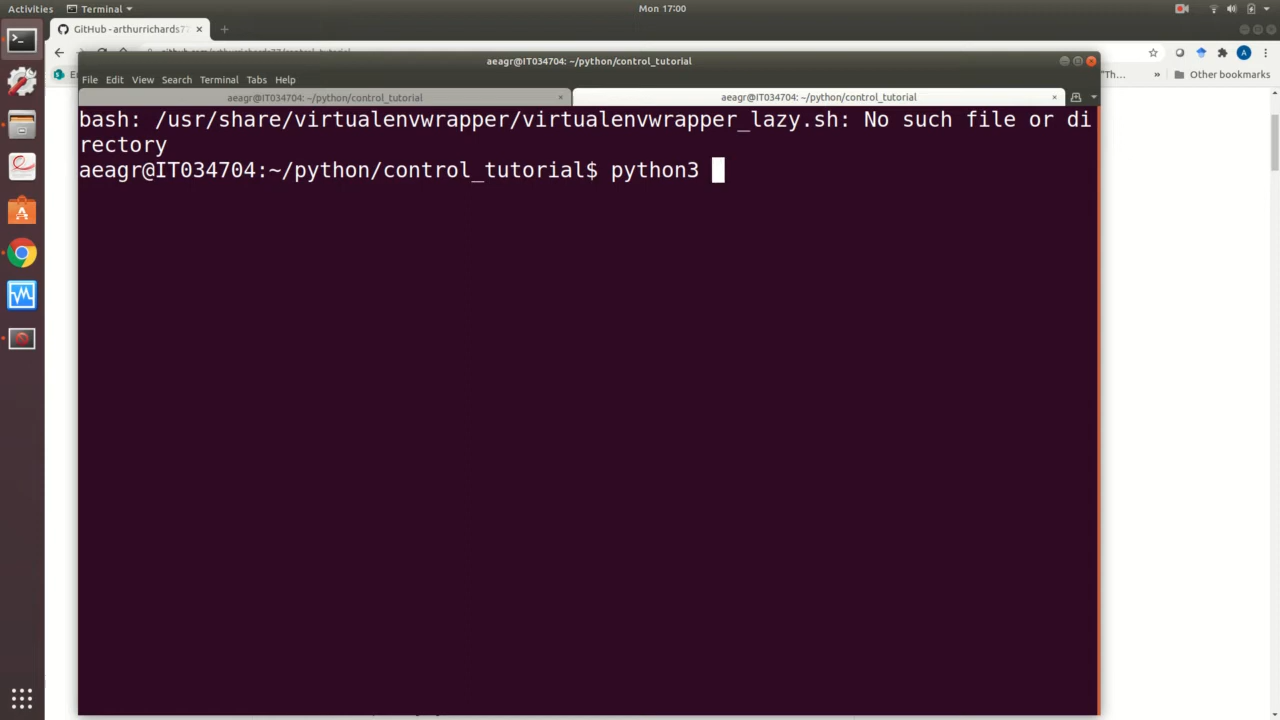 Activities
Terminal
Mon 17:00
GitHub - arthurrichards77
aeagr@IT034704: ~/python/control_tutorial
"Th...
»
Other bookmarks
A
File Edit View Search Terminal Tabs Help
aeagr@IT034704: ~/python/control_tutorial
aeagr@IT034704: ~/python/control_tutorial
bash: /usr/share/virtualenvwrapper/virtualenvwrapper_lazy.sh: No such file or di
rectory
aeagr@IT034704:~/python/control_tutorial$ python3